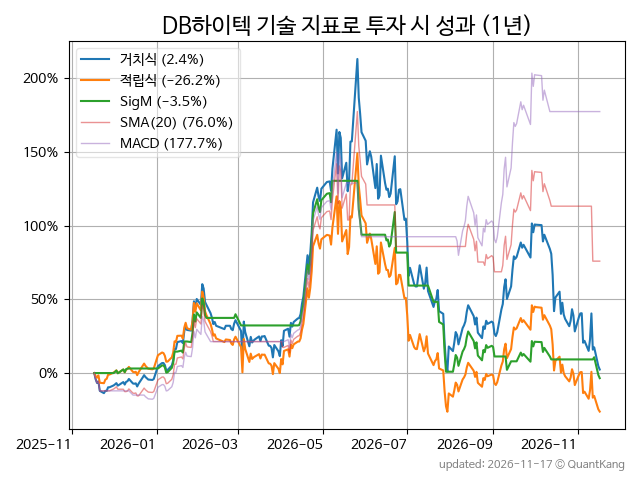 DB하이텍 기술 지표로 투자 시 성과 (1년)
거치식 (2.4%)
적립식 (−26.2%)
SigM (−3.5%)
SMA(20) (76.0%)
MACD (177.7%)
200%
150%
100%
50%
0%
2025-11 2026-01 2026-03 2026-05 2026-07 2026-09 2026-11
updated: 2026-11-17 © QuantKang